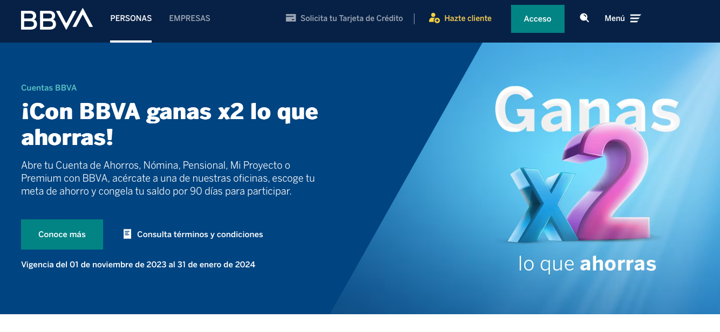 BBVA
PERSONAS
EMPRESAS
Solicita tu Tarjeta de Crédito
Hazte cliente
Acceso
Menú
Cuentas BBVA
¡Con BBVA ganas x2 lo que
ahorras!
Abre tu Cuenta de Ahorros, Nómina, Pensional, Mi Proyecto o
Premium con BBVA, acércate a una de nuestras oficinas, escoge tu
meta de ahorro y congela tu saldo por 90 días para participar.
Conoce más
Consulta términos y condiciones
Vigencia del 01 de noviembre de 2023 al 31 de enero de 2024
Ganas
x2
lo que ahorras